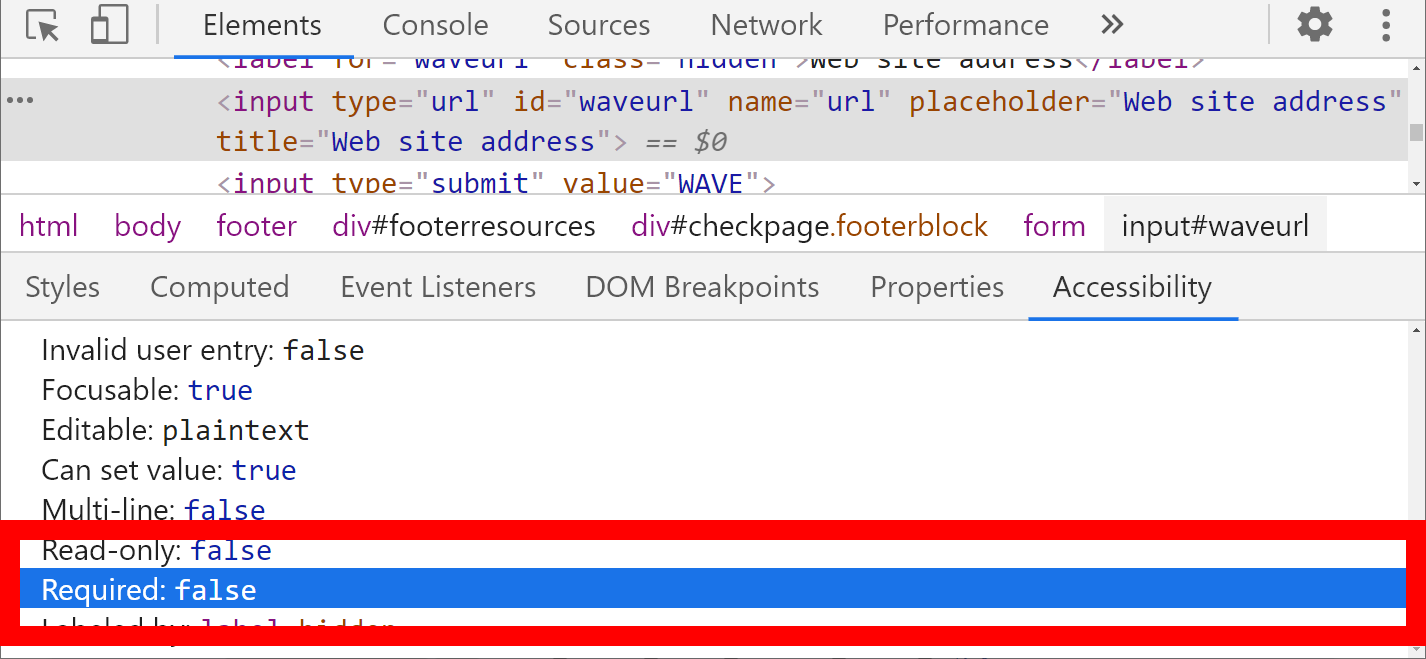 Elements Console Sources Network Performance »
<label for="waveurl" class="hidden">Web site address</label>
<input type="url" id="waveurl" name="url" placeholder="Web site address"
title="Web site address"> == $0
<input type="submit" value="WAVE">
html body footer div#footerresources div#checkpage.footerblock form input#waveurl
Styles Computed Event Listeners DOM Breakpoints Properties Accessibility
Invalid user entry: false
Focusable: true
Editable: plaintext
Can set value: true
Multi-line: false
Read-only: false
Required: false
Labeled by: label.hidden